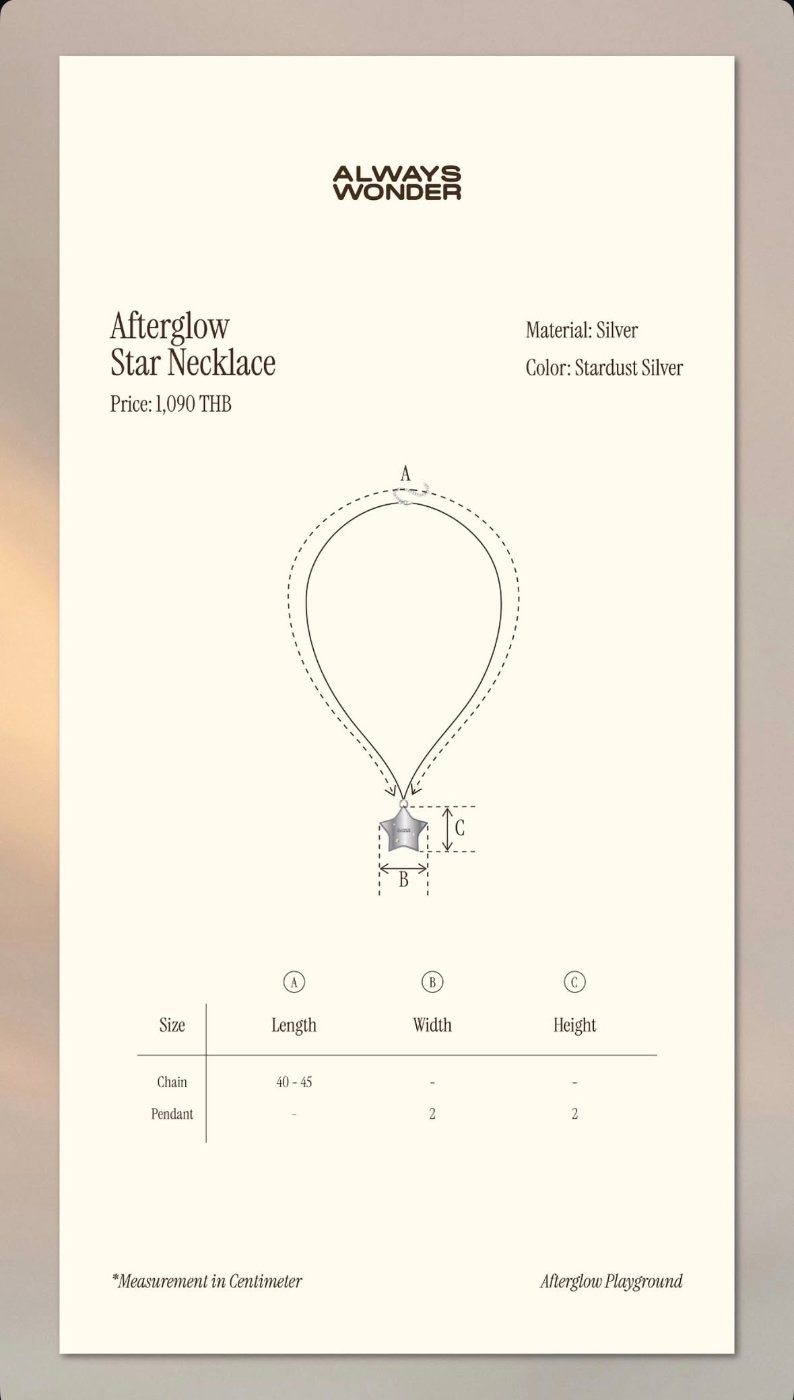 ALWAYS
WONDER
Afterglow
Star Necklace
Price: 1,090 THB
Material: Silver
Color: Stardust Silver
A
C
B
A B C
Size Length Width Height
Chain 40 - 45 - -
Pendant - 2 2
*Measurement in Centimeter
Afterglow Playground